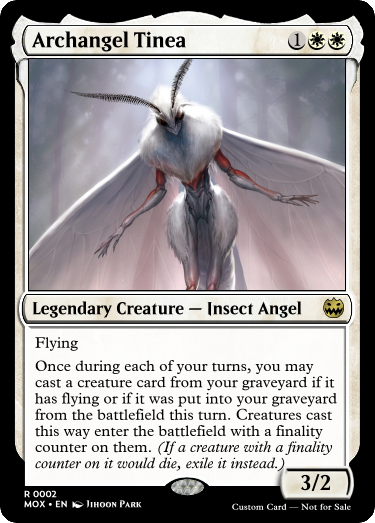 Archangel Tinea 1
Legendary Creature — Insect Angel
Flying
Once during each of your turns, you may
cast a creature card from your graveyard if it
has flying or if it was put into your graveyard
from the battlefield this turn. Creatures cast
this way enter the battlefield with a finality
counter on them. (If a creature with a finality
counter on it would die, exile it instead.)
3/2
R 0002
MOX • EN Jihoon Park
Custom Card — Not for Sale